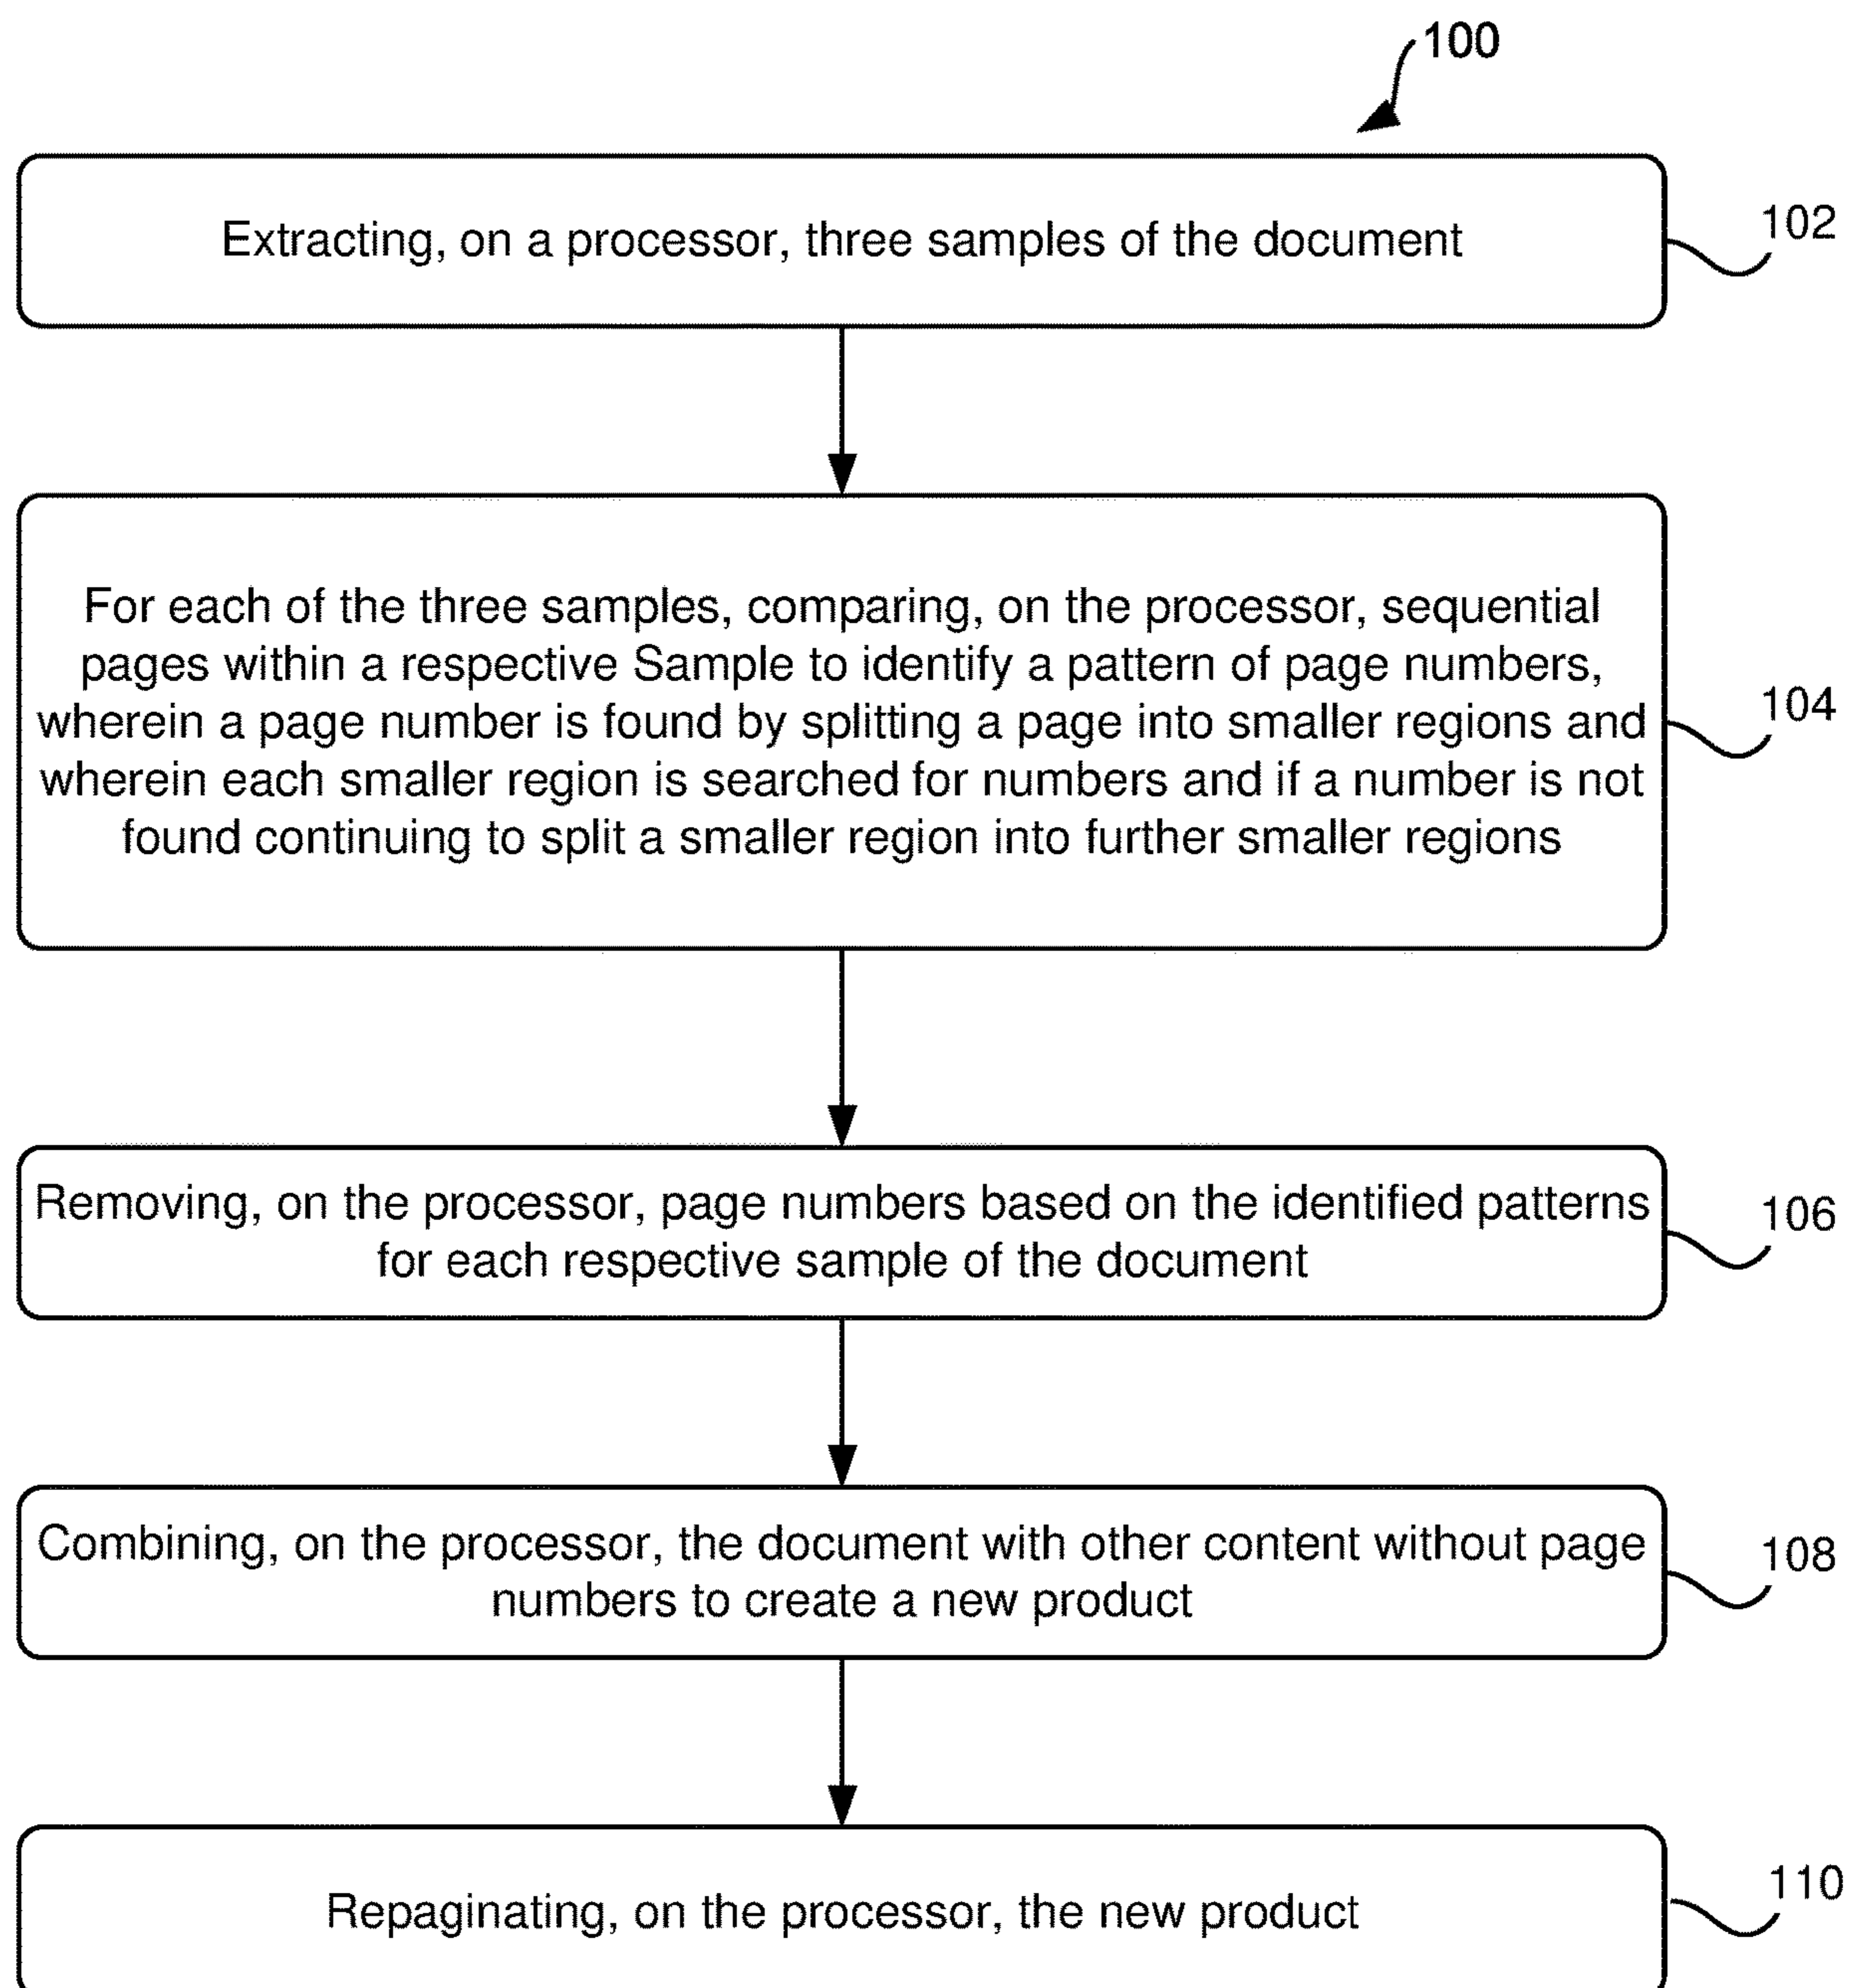 100
Extracting, on a processor, three samples of the document
102
For each of the three samples, comparing, on the processor, sequential
pages within a respective Sample to identify a pattern of page numbers,
wherein a page number is found by splitting a page into smaller regions and
wherein each smaller region is searched for numbers and if a number is not
found continuing to split a smaller region into further smaller regions
104
Removing, on the processor, page numbers based on the identified patterns
for each respective sample of the document
106
Combining, on the processor, the document with other content without page
numbers to create a new product
108
Repaginating, on the processor, the new product
110